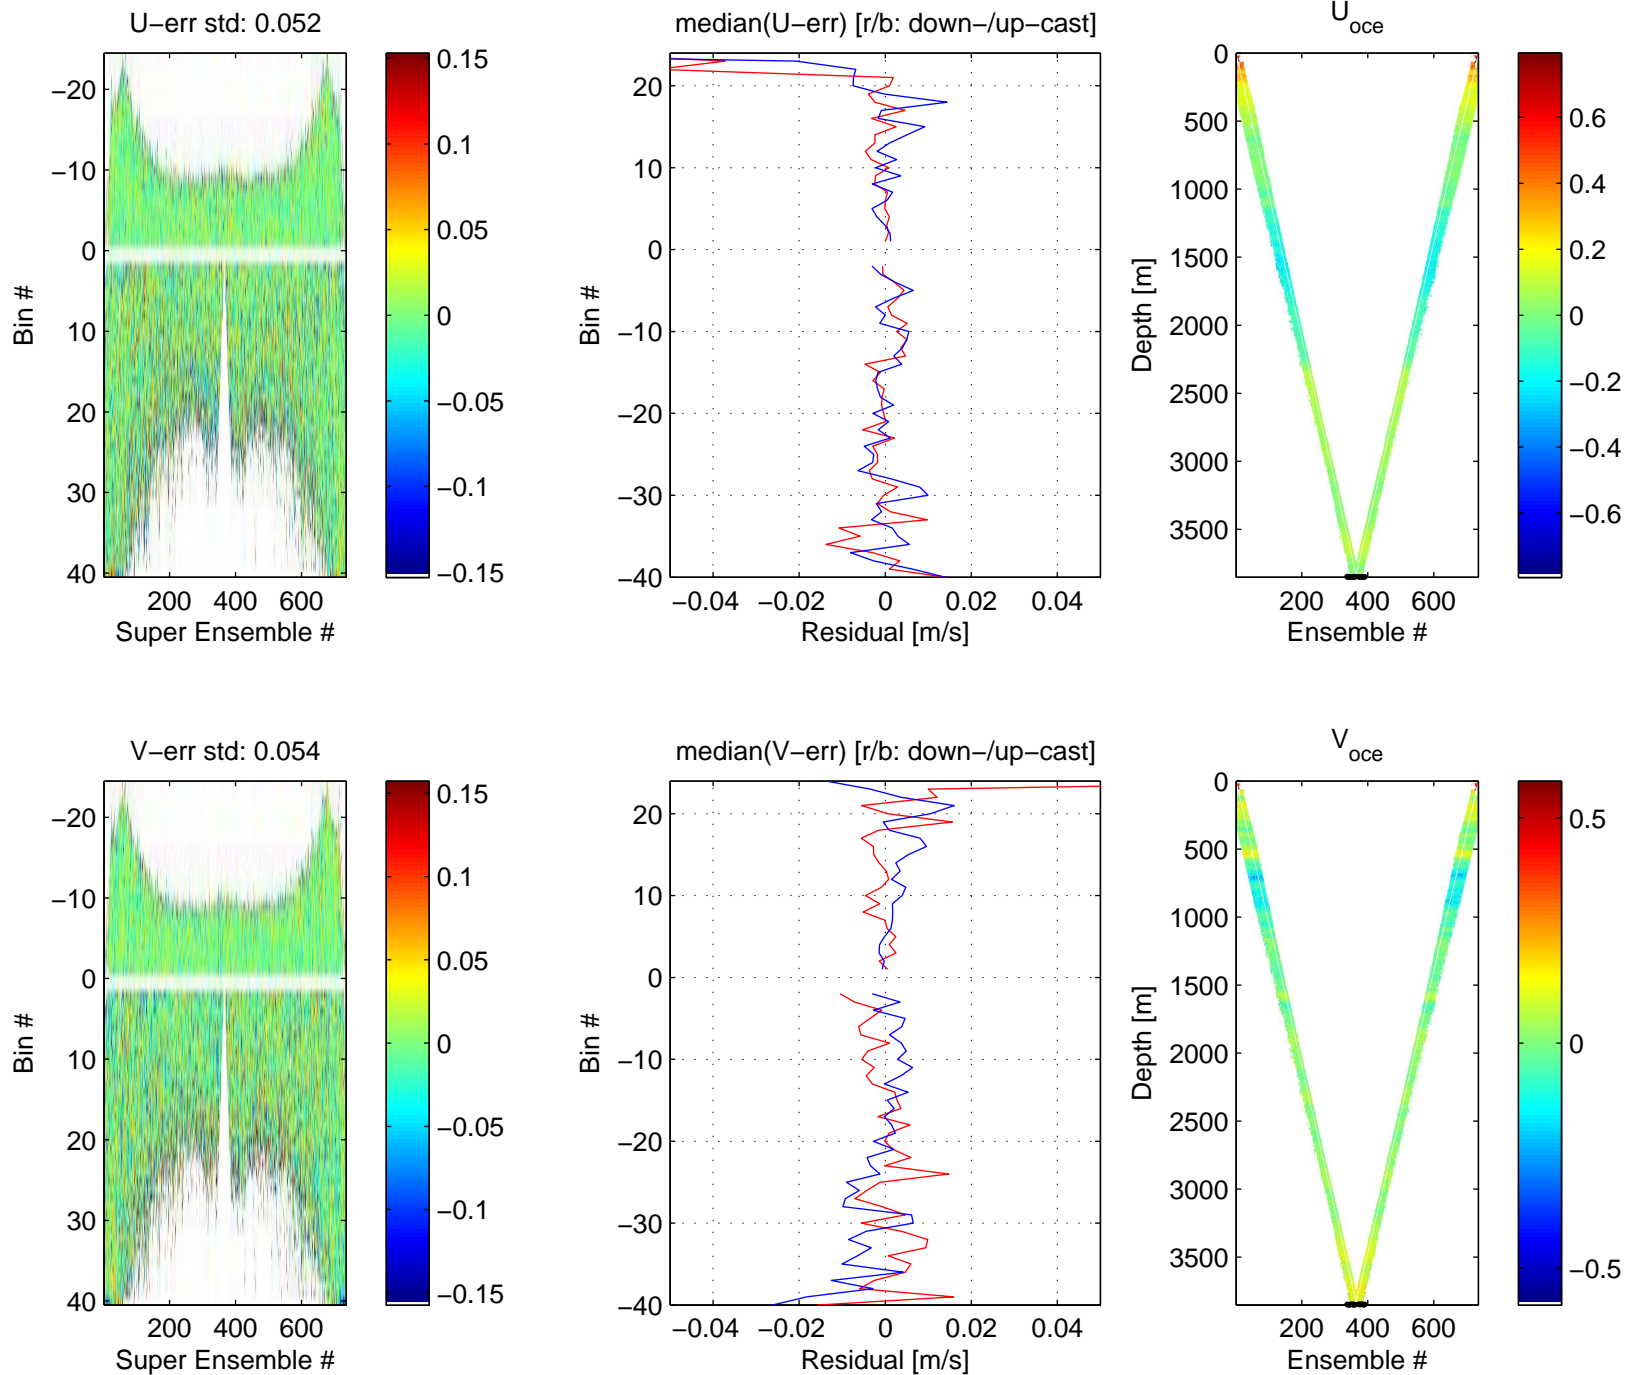 U−err std: 0.052
−20
−10
0
10
20
30
40
Bin #
200 400 600
Super Ensemble #
0.15
0.1
0.05
0
−0.05
−0.1
−0.15
median(U−err) [r/b: down−/up−cast]
20
10
0
−10
−20
−30
−40
Bin #
−0.04 −0.02 0 0.02 0.04
Residual [m/s]
U oce
0
500
1000
1500
2000
2500
3000
3500
Depth [m]
200 400 600
Ensemble #
0.6
0.4
0.2
0
−0.2
−0.4
−0.6
V−err std: 0.054
−20
−10
0
10
20
30
40
Bin #
200 400 600
Super Ensemble #
0.15
0.1
0.05
0
−0.05
−0.1
−0.15
median(V−err) [r/b: down−/up−cast]
20
10
0
−10
−20
−30
−40
Bin #
−0.04 −0.02 0 0.02 0.04
Residual [m/s]
V oce
0
500
1000
1500
2000
2500
3000
3500
Depth [m]
200 400 600
Ensemble #
0.5
0
−0.5